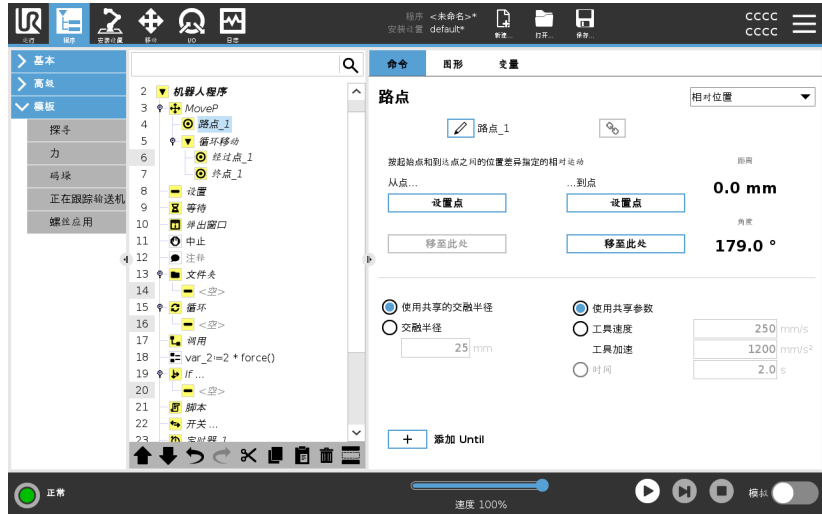 UR
运行
程序
安装设置
移动
I/O
日志
程序 <未命名>*
安装设置 default*
新建...
打开...
保存...
CCCC
CCCC
基本
高级
模板
探寻
力
码垛
正在跟踪输送机
螺丝应用
2 机器人程序
3 MoveP
4 路点_1
5 循环移动
6 经过点_1
7 终点_1
8 设置
9 等待
10 弹出窗口
11 中止
12 注释
13 文件夹
14 <空>
15 循环
16 <空>
17 调用
18 var_2:=2 * force()
19 If ...
20 <空>
21 脚本
22 开关 ...
23 定时器_1
命令 图形 变量
路点
相对位置
路点_1
按起始点和到达点之间的位置差异指定的相对运动
距离
从点...
...到点
0.0 mm
设置点
设置点
角度
移至此处
移至此处
179.0 °
使用共享的交融半径
使用共享参数
交融半径
工具速度 250 mm/s
25 mm
工具加速 1200 mm/s²
时间 2.0 s
+ 添加 Until
正常
速度 100%
模拟